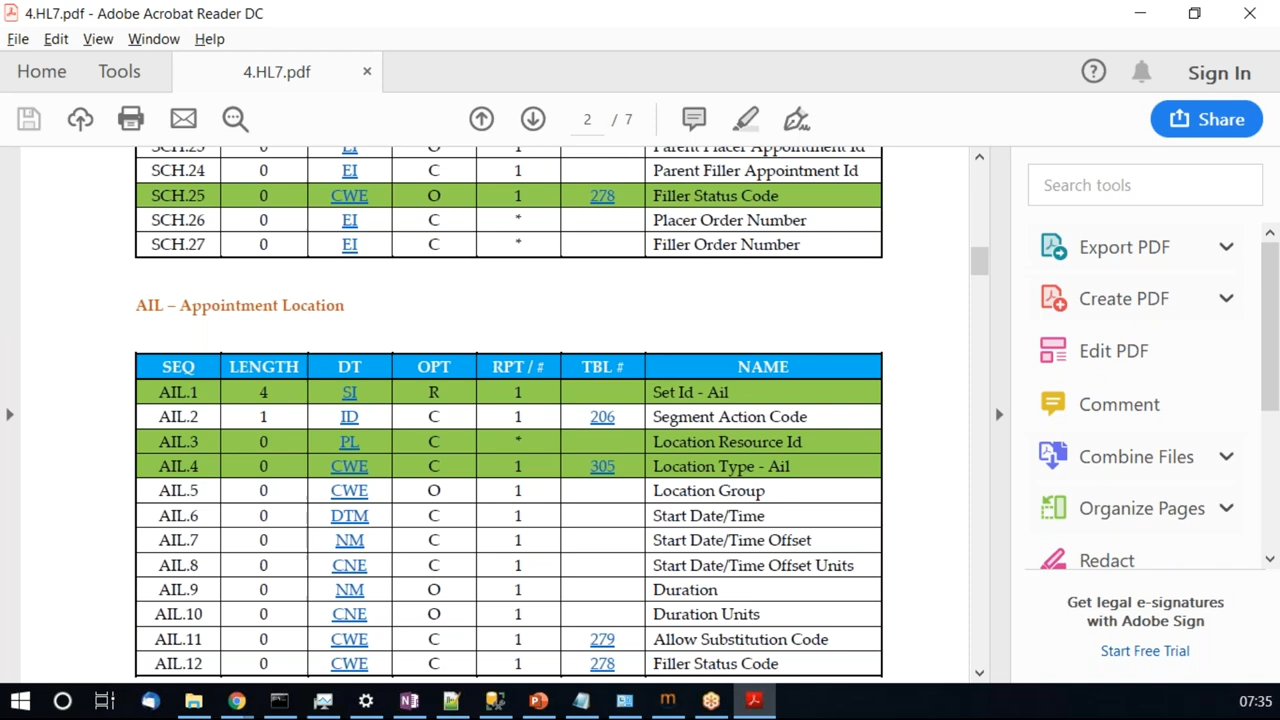 4.HL7.pdf - Adobe Acrobat Reader DC
File Edit View Window Help
Home Tools 4.HL7.pdf ×
2 / 7 Share
SCH.23 0 EI O 1 Parent Placer Appointment Id
SCH.24 0 EI C 1 Parent Filler Appointment Id
SCH.25 0 CWE O 1 278 Filler Status Code
SCH.26 0 EI C * Placer Order Number
SCH.27 0 EI C * Filler Order Number
AIL – Appointment Location
SEQ LENGTH DT OPT RPT / # TBL # NAME
AIL.1 4 SI R 1 Set Id - Ail
AIL.2 1 ID C 1 206 Segment Action Code
AIL.3 0 PL C * Location Resource Id
AIL.4 0 CWE C 1 305 Location Type - Ail
AIL.5 0 CWE O 1 Location Group
AIL.6 0 DTM C 1 Start Date/Time
AIL.7 0 NM C 1 Start Date/Time Offset
AIL.8 0 CNE C 1 Start Date/Time Offset Units
AIL.9 0 NM O 1 Duration
AIL.10 0 CNE O 1 Duration Units
AIL.11 0 CWE C 1 279 Allow Substitution Code
AIL.12 0 CWE C 1 278 Filler Status Code
Sign In
Search tools
Export PDF
Create PDF
Edit PDF
Comment
Combine Files
Organize Pages
Redact
Get legal e-signatures
with Adobe Sign
Start Free Trial
07:35